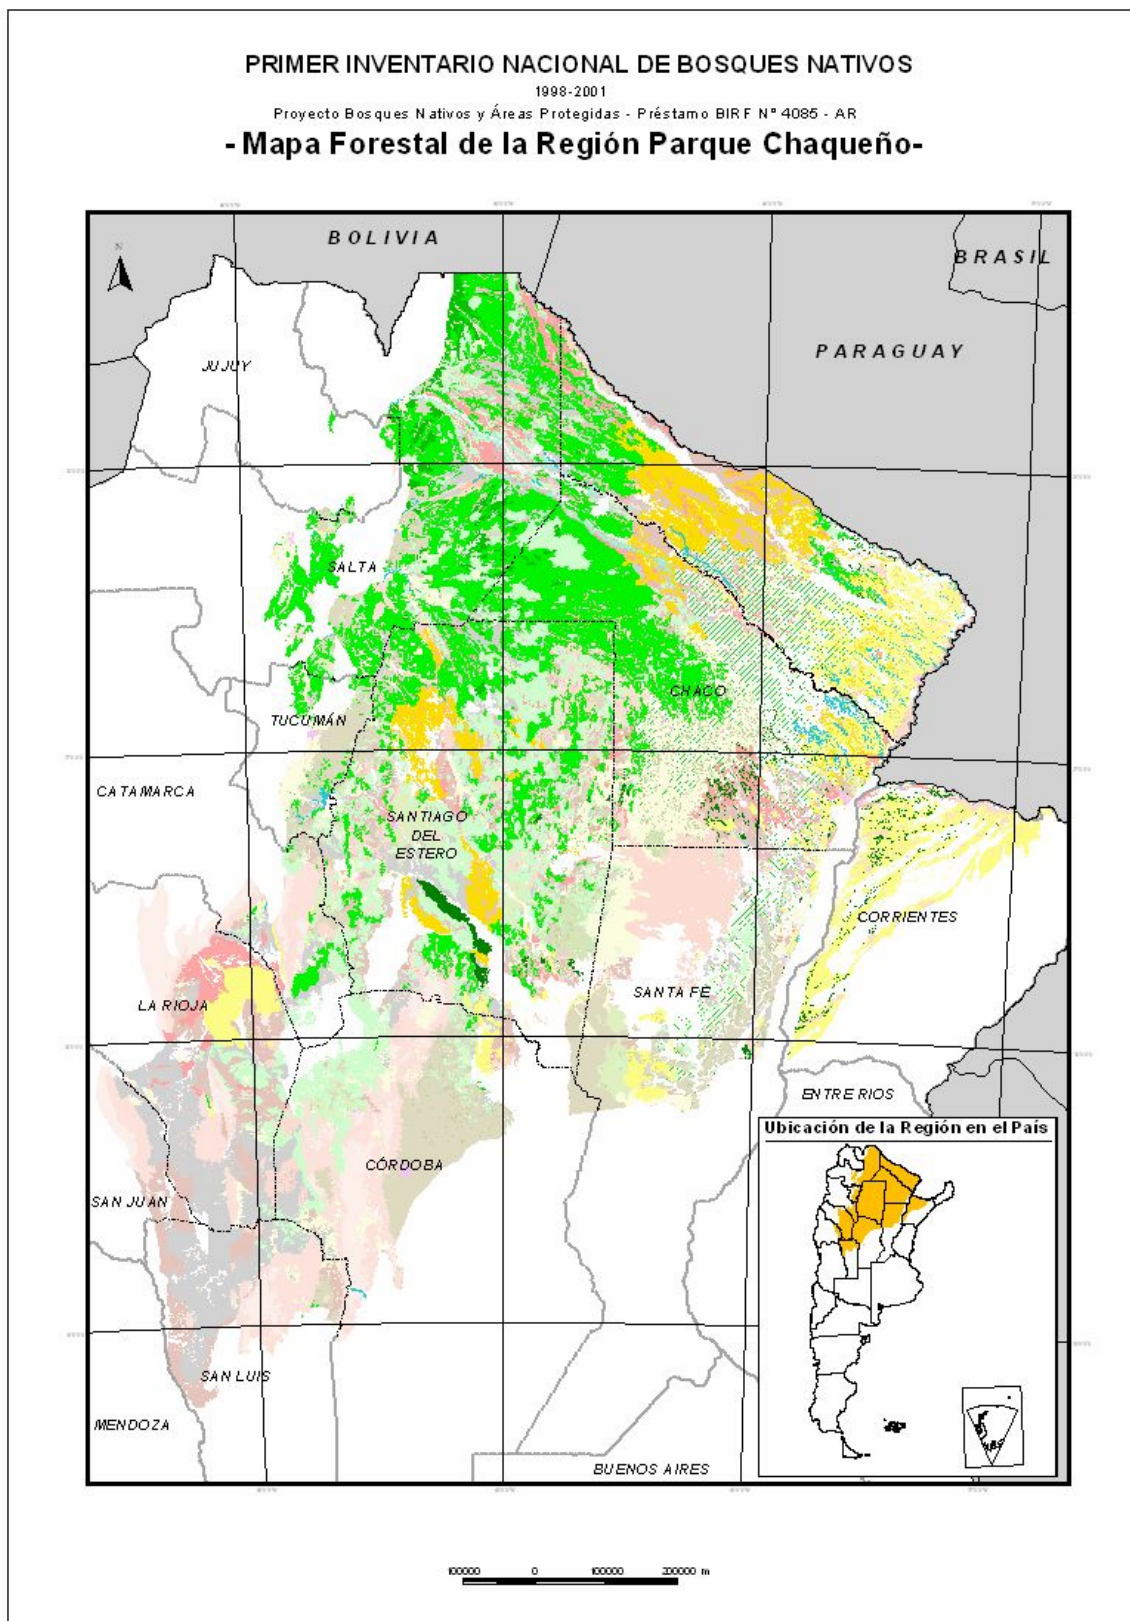 PRIMER INVENTARIO NACIONAL DE BOSQUES NATIVOS
1998-2001
Proyecto Bosques Nativos y Áreas Protegidas - Préstamo BIRF N° 4085 - AR
- Mapa Forestal de la Región Parque Chaqueño-
BOLIVIA
BRASIL
N
PARAGUAY
JUJUY
SALTA
CHACO
TUCUMÁN
CATAMARCA
SANTIAGO
DEL
ESTERO
CORRIENTES
LA RIOJA
SANTA FE
ENTRE RIOS
Ubicación de la Región en el País
CÓRDOBA
SAN JUAN
SAN LUIS
MENDOZA
BUENOS AIRES
100000 0 100000 200000 m